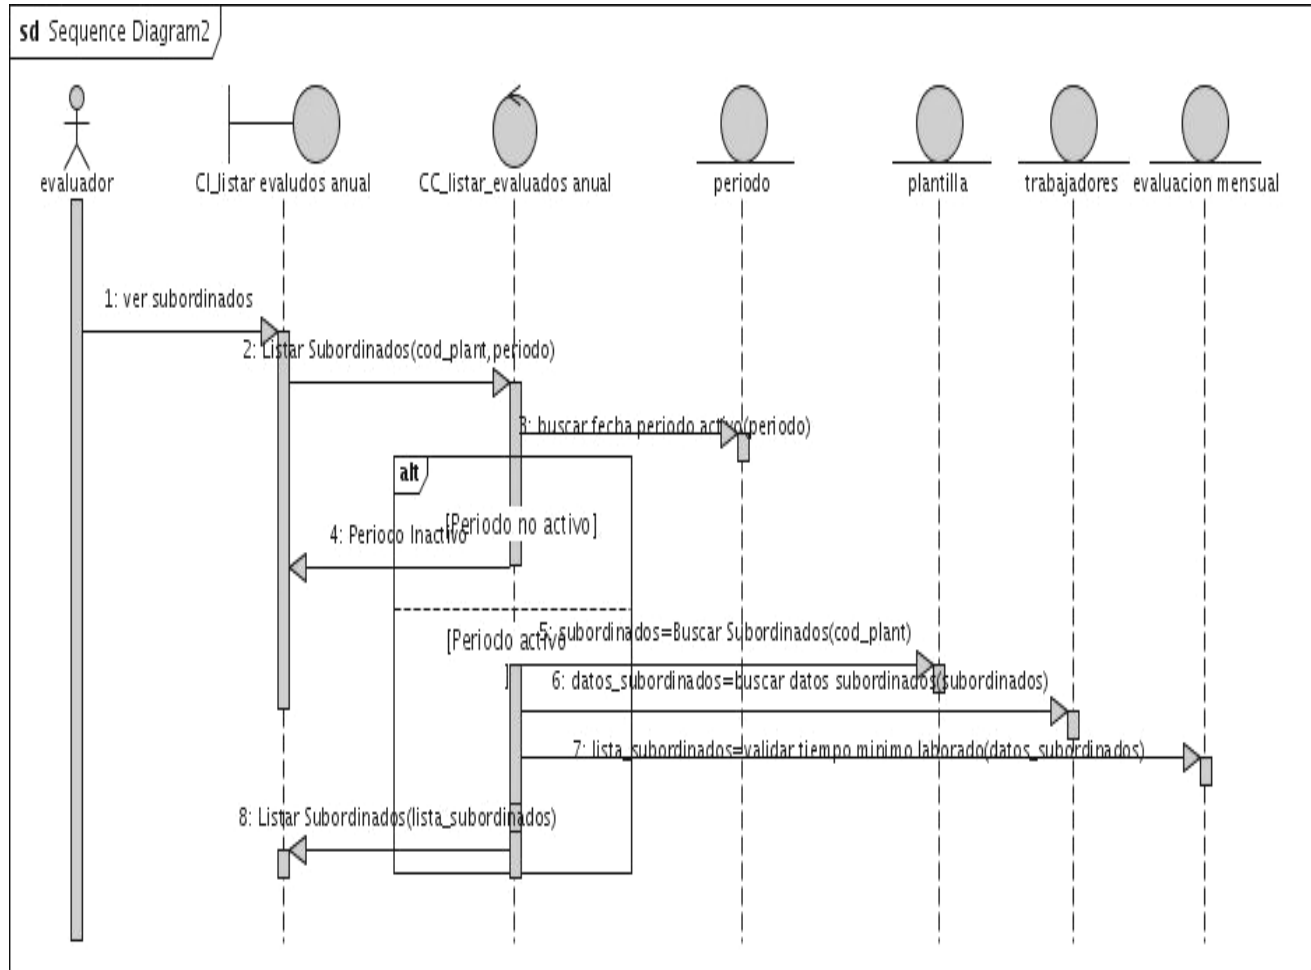 sd Sequence Diagram2
evaluador
CI_listar evaludos anual
CC_listar_evaluados anual
periodo
plantilla
trabajadores
evaluacion mensual
1: ver subordinados
2: Listar Subordinados(cod_plant,periodo)
3: buscar fecha periodo activo(periodo)
alt
[Periodo no activo]
4: Periodo Inactivo
[Periodo activo
]
5: subordinados=Buscar Subordinados(cod_plant)
6: datos_subordinados=buscar datos subordinados(subordinados)
7: lista_subordinados=validar tiempo minimo laborado(datos_subordinados)
8: Listar Subordinados(lista_subordinados)